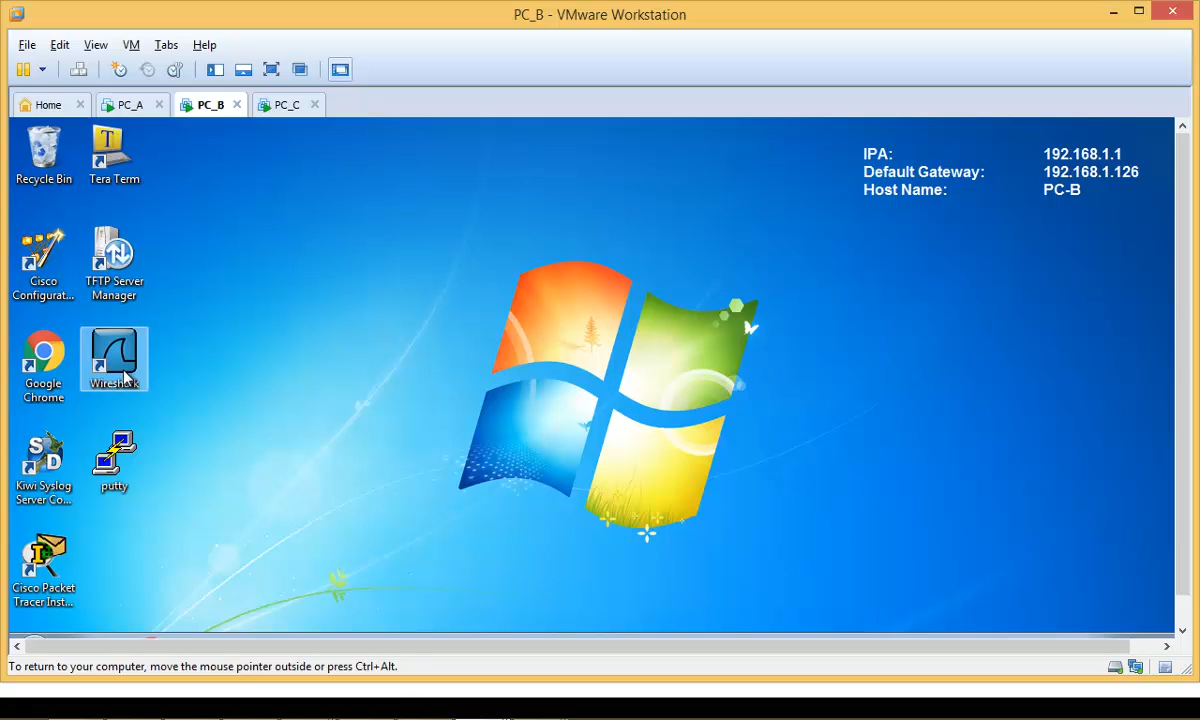 PC_B - VMware Workstation
File Edit View VM Tabs Help
Home PC_A PC_B PC_C
IPA: 192.168.1.1
Default Gateway: 192.168.1.126
Host Name: PC-B
Recycle Bin
Tera Term
Cisco
Configurat...
TFTP Server
Manager
Google
Chrome
Wireshark
Kiwi Syslog
Server Co...
putty
Cisco Packet
Tracer Inst...
To return to your computer, move the mouse pointer outside or press Ctrl+Alt.